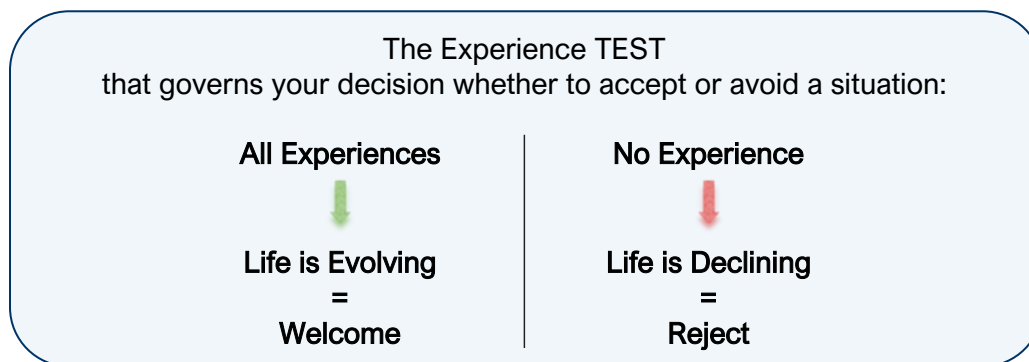 The Experience TEST
that governs your decision whether to accept or avoid a situation:
All Experiences
Life is Evolving
=
Welcome
No Experience
Life is Declining
=
Reject